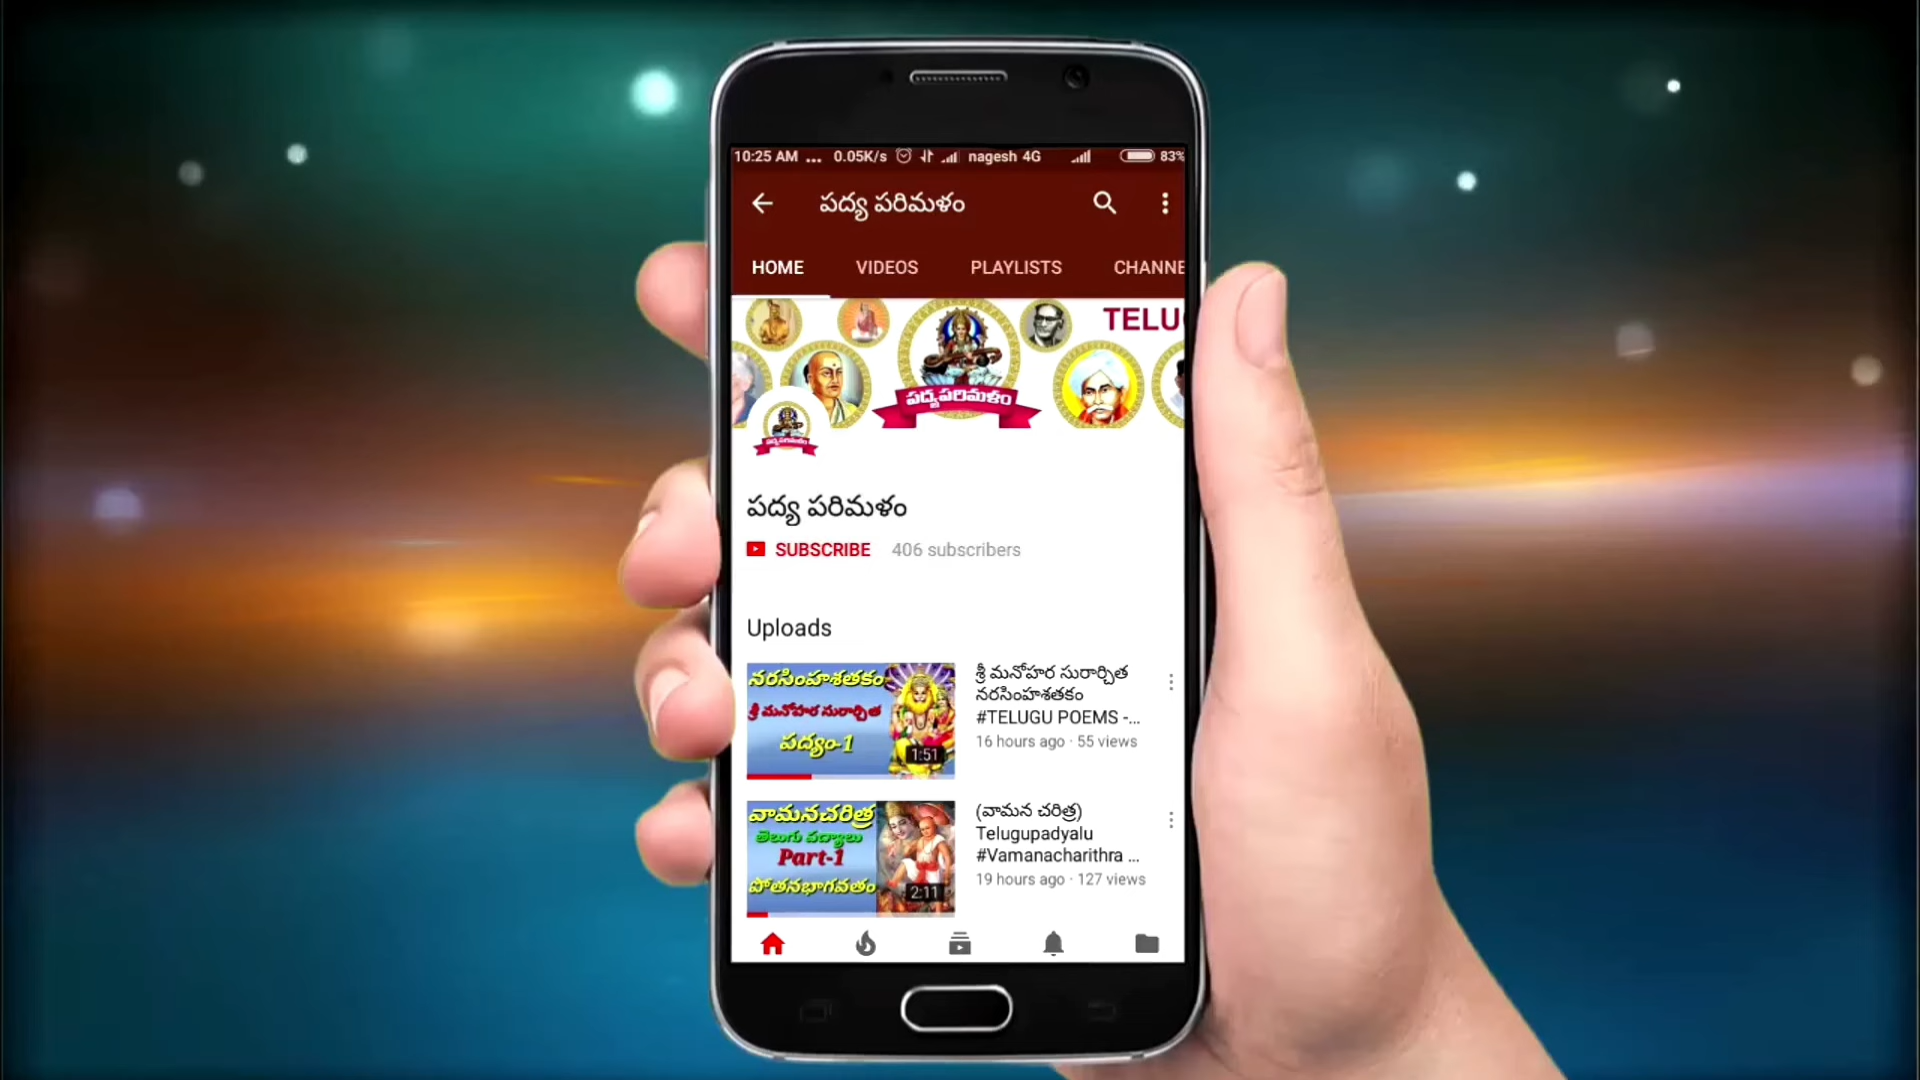 10:25 AM ... 0.05K/s nagesh 4G 83%
పద్య పరిమళం
HOME VIDEOS PLAYLISTS CHANNE
TELU
పద్యపరిమళం
పద్యపరిమళం
పద్య పరిమళం
SUBSCRIBE 406 subscribers
Uploads
నరసింహశతకం
శ్రీ మనోహర సురార్చిత
పద్యం-1
1:51
శ్రీ మనోహర సురార్చిత
నరసింహశతకం
#TELUGU POEMS -...
16 hours ago · 55 views
వామనచరిత్ర
తెలుగు పద్యాలు
Part-1
పోతనభాగవతం
2:11
(వామన చరిత్ర)
Telugupadyalu
#Vamanacharithra ...
19 hours ago · 127 views